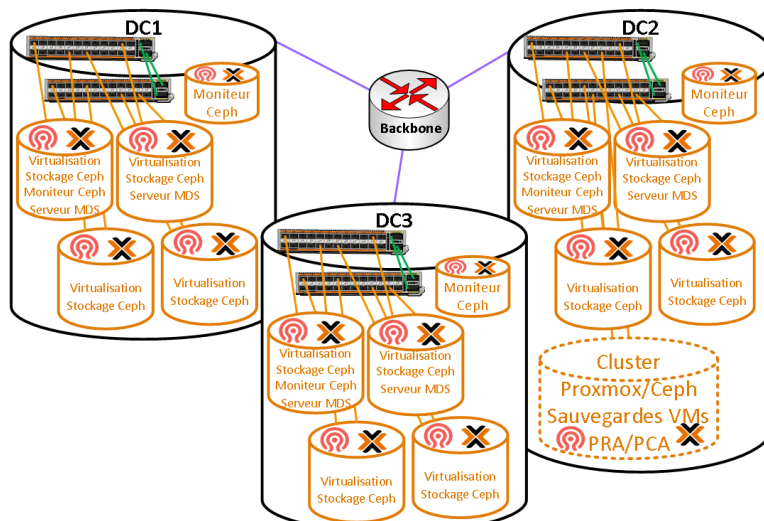 DC1
Moniteur
Ceph
Virtualisation
Stockage Ceph
Moniteur Ceph
Serveur MDS
Virtualisation
Stockage Ceph
Serveur MDS
Virtualisation
Stockage Ceph
Virtualisation
Stockage Ceph
Backbone
DC2
Moniteur
Ceph
Virtualisation
Stockage Ceph
Moniteur Ceph
Serveur MDS
Virtualisation
Stockage Ceph
Serveur MDS
Virtualisation
Stockage Ceph
Virtualisation
Stockage Ceph
Cluster
Proxmox/Ceph
Sauvegardes VMs
PRA/PCA
DC3
Moniteur
Ceph
Virtualisation
Stockage Ceph
Moniteur Ceph
Serveur MDS
Virtualisation
Stockage Ceph
Serveur MDS
Virtualisation
Stockage Ceph
Virtualisation
Stockage Ceph